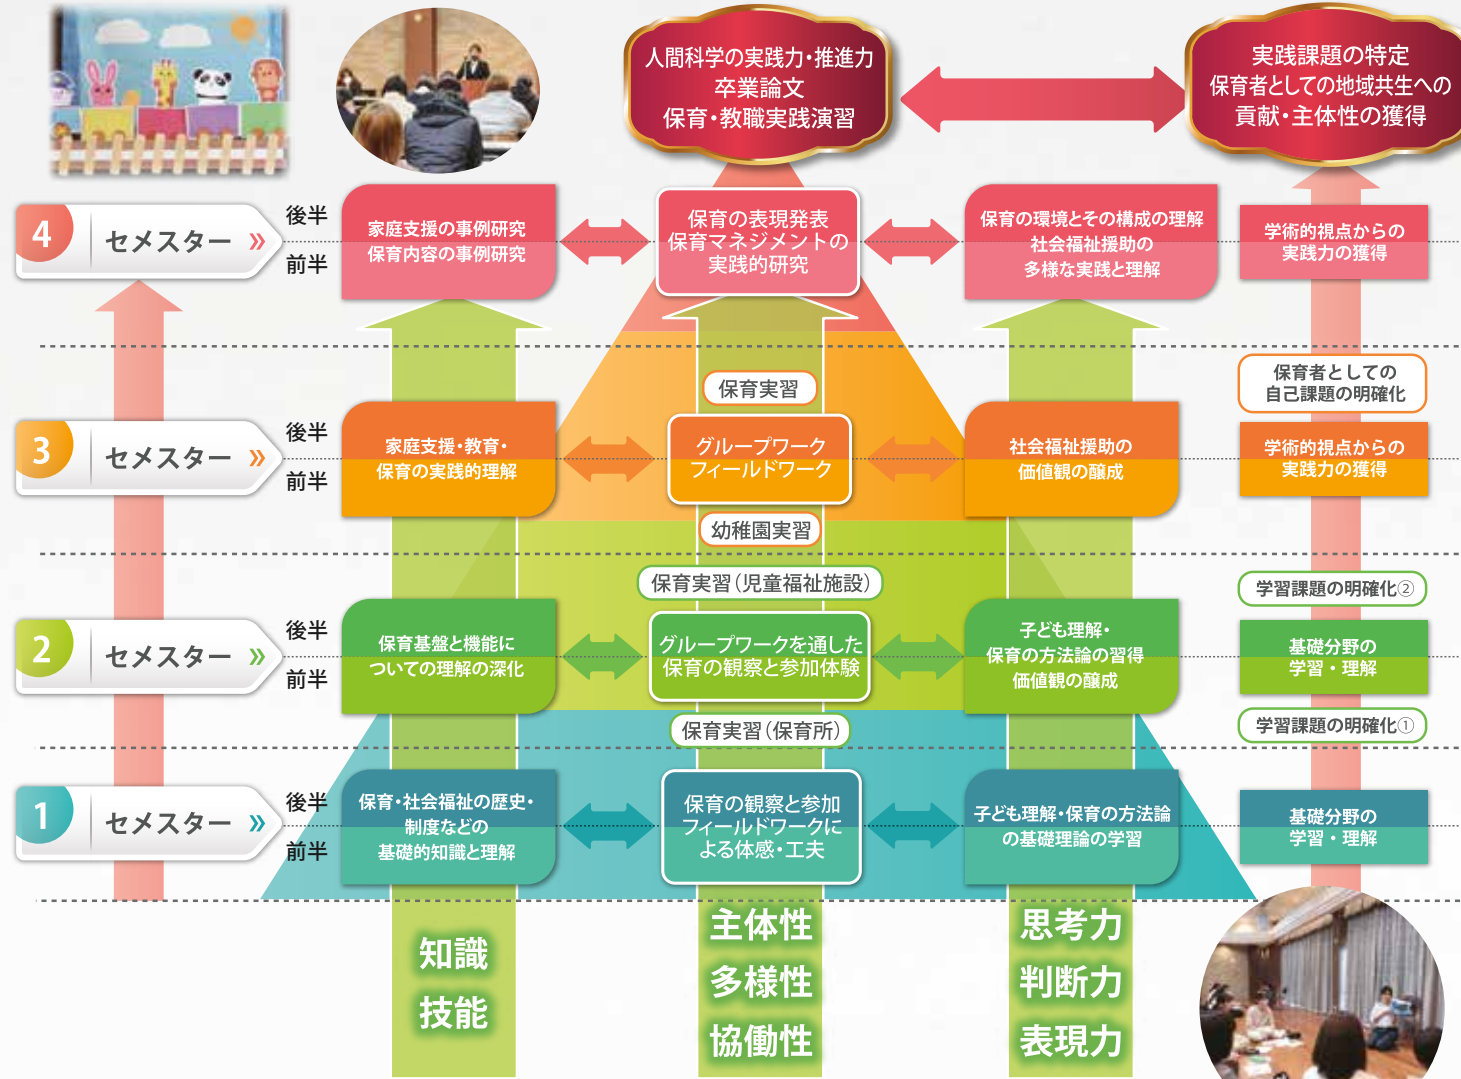 人間科学の実践力・推進力
卒業論文
保育・教職実践演習
実践課題の特定
保育者としての地域共生への
貢献・主体性の獲得
4
セメスター
後半
前半
家庭支援の事例研究
保育内容の事例研究
保育の表現発表
保育マネジメントの
実践的研究
保育の環境とその構成の理解
社会福祉援助の
多様な実践と理解
学術的視点からの
実践力の獲得
保育者としての
自己課題の明確化
保育実習
3
セメスター
後半
前半
家庭支援・教育・
保育の実践的理解
グループワーク
フィールドワーク
社会福祉援助の
価値観の醸成
学術的視点からの
実践力の獲得
幼稚園実習
保育実習(児童福祉施設)
学習課題の明確化②
2
セメスター
後半
前半
保育基盤と機能に
ついての理解の深化
グループワークを通した
保育の観察と参加体験
子ども理解・
保育の方法論の習得
価値観の醸成
基礎分野の
学習・理解
保育実習(保育所)
学習課題の明確化①
1
セメスター
後半
前半
保育・社会福祉の歴史・
制度などの
基礎的知識と理解
保育の観察と参加
フィールドワークに
よる体感・工夫
子ども理解・保育の方法論
の基礎理論の学習
基礎分野の
学習・理解
知識
技能
主体性
多様性
協働性
思考力
判断力
表現力